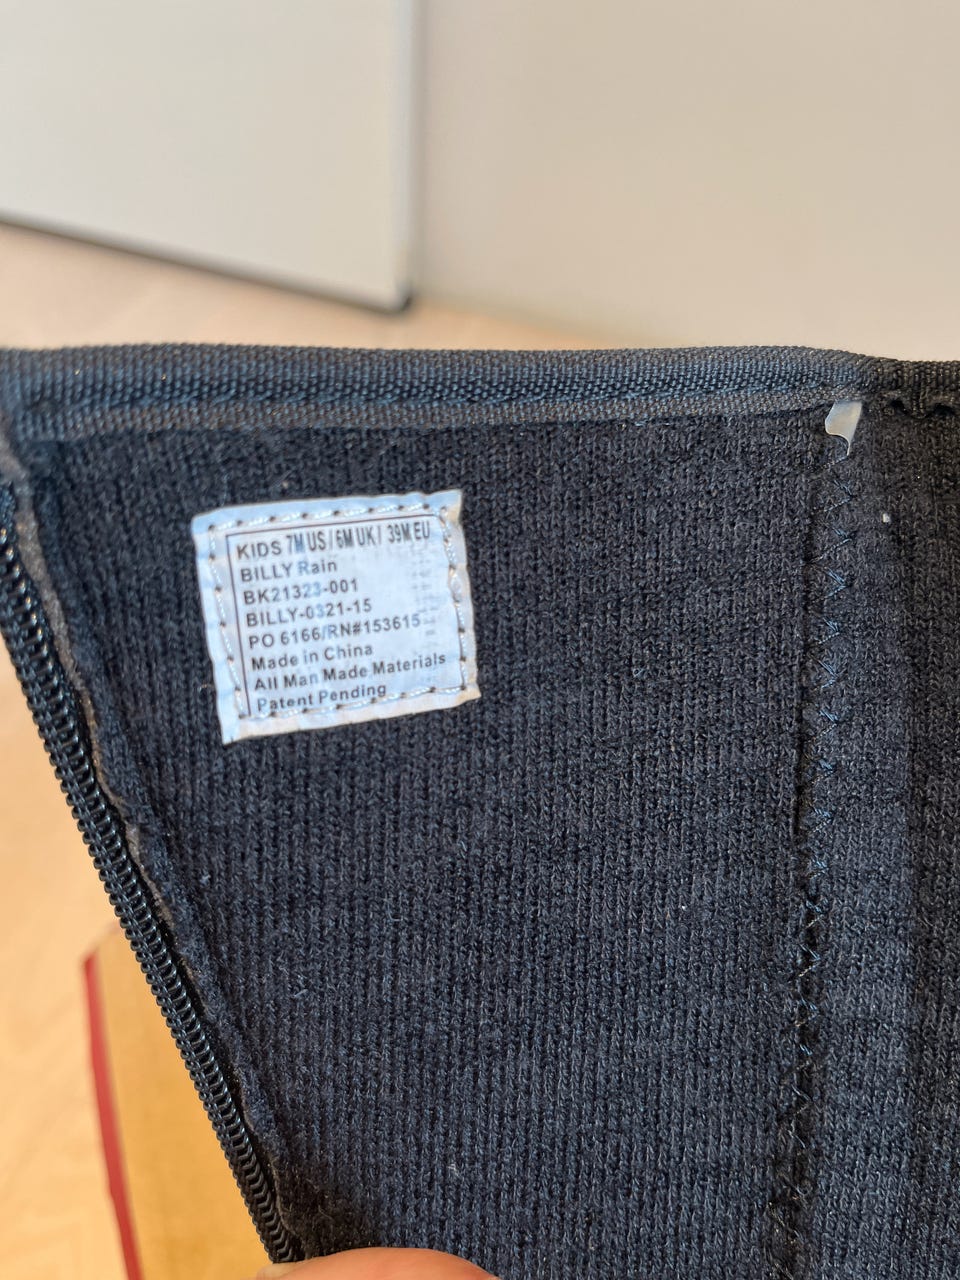 KIDS 7M US / 6M UK / 39M EU
BILLY Rain
BK21323-001
BILLY-0321-15
PO 6166/RN#153615
Made in China
All Man Made Materials
Patent Pending